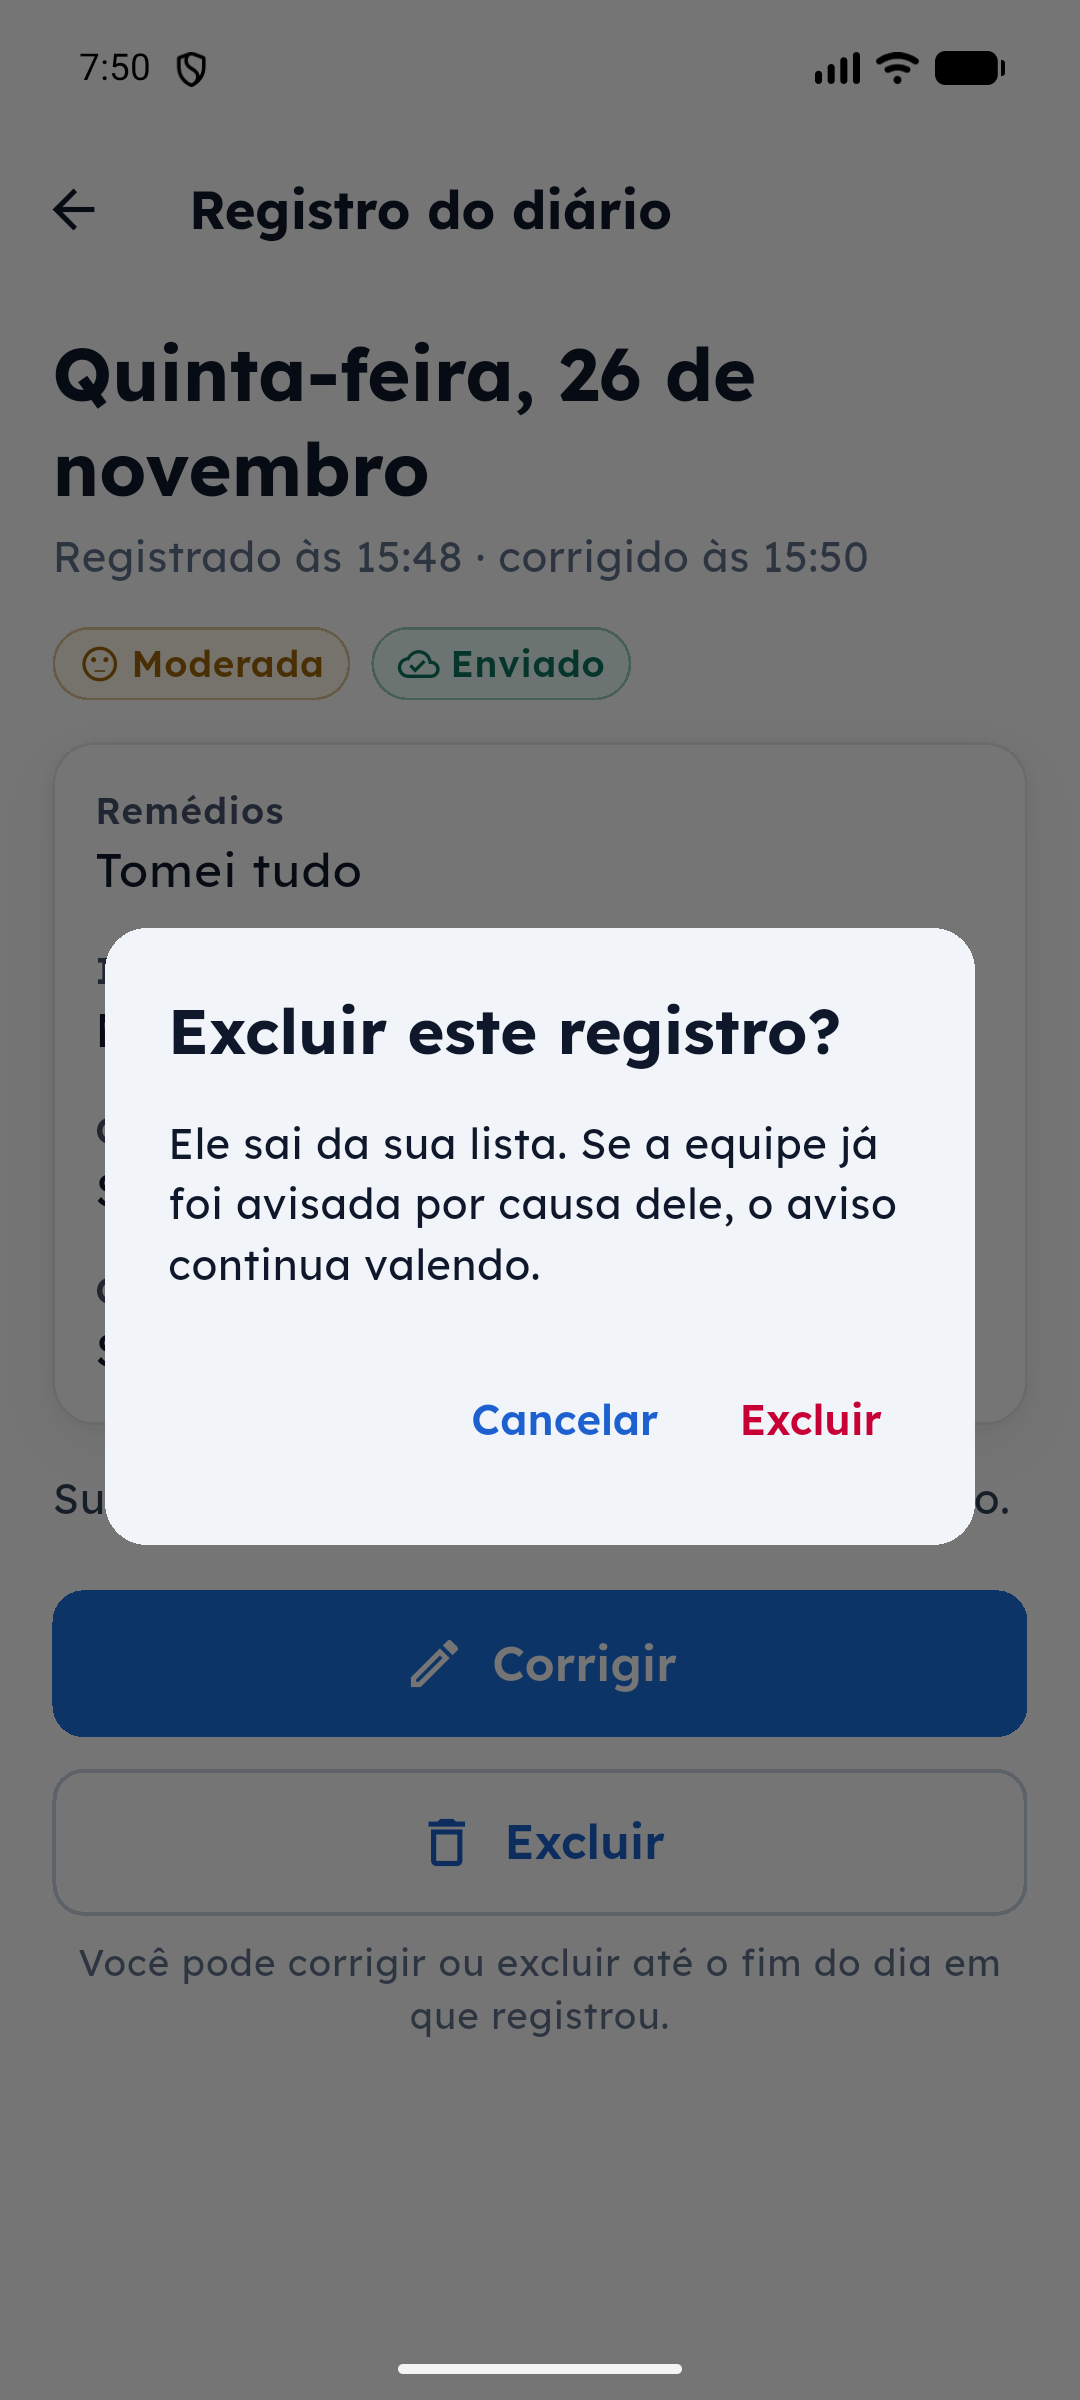 7:50
Registro do diário
Quinta-feira, 26 de
novembro
Registrado às 15:48 · corrigido às 15:50
Moderada
Enviado
Remédios
Tomei tudo
Excluir este registro?
Ele sai da sua lista. Se a equipe já
foi avisada por causa dele, o aviso
continua valendo.
Cancelar
Excluir
Corrigir
Excluir
Você pode corrigir ou excluir até o fim do dia em
que registrou.